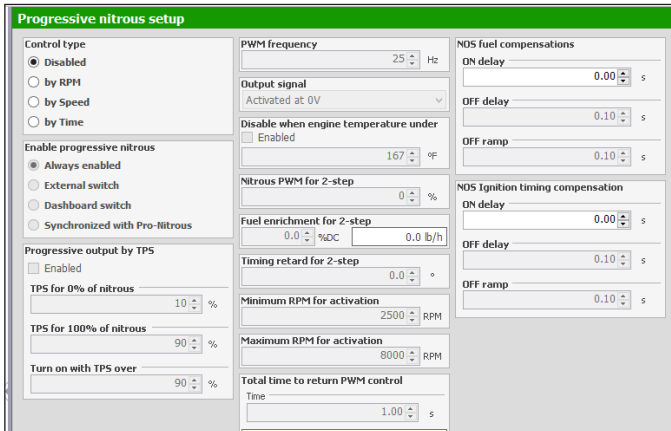 Progressive nitrous setup
Control type
Disabled
by RPM
by Speed
by Time
Enable progressive nitrous
Always enabled
External switch
Dashboard switch
Synchronized with Pro-Nitrous
Progressive output by TPS
Enabled
TPS for 0% of nitrous
10 %
TPS for 100% of nitrous
90 %
Turn on with TPS over
90 %
PWM frequency
25 Hz
Output signal
Activated at 0V
Disable when engine temperature under
Enabled
167 ºF
Nitrous PWM for 2-step
0 %
Fuel enrichment for 2-step
0.0 %DC 0.0 lb/h
Timing retard for 2-step
0.0 °
Minimum RPM for activation
2500 RPM
Maximum RPM for activation
8000 RPM
Total time to return PWM control
Time
1.00 s
NOS fuel compensations
ON delay
0.00 s
OFF delay
0.10 s
OFF ramp
0.10 s
NOS Ignition timing compensation
ON delay
0.00 s
OFF delay
0.10 s
OFF ramp
0.10 s